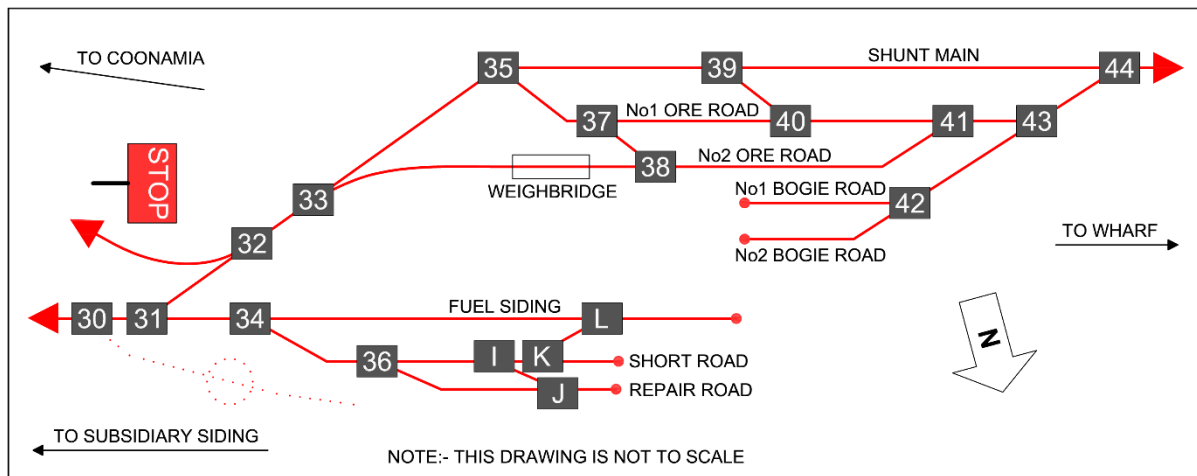 TO COONAMIA
STOP
35
39
SHUNT MAIN
44
37
No1 ORE ROAD
40
41
43
38
No2 ORE ROAD
WEIGHBRIDGE
33
No1 BOGIE ROAD
42
32
No2 BOGIE ROAD
TO WHARF
30
31
34
FUEL SIDING
L
N
36
I
K
SHORT ROAD
J
REPAIR ROAD
TO SUBSIDIARY SIDING
NOTE:- THIS DRAWING IS NOT TO SCALE